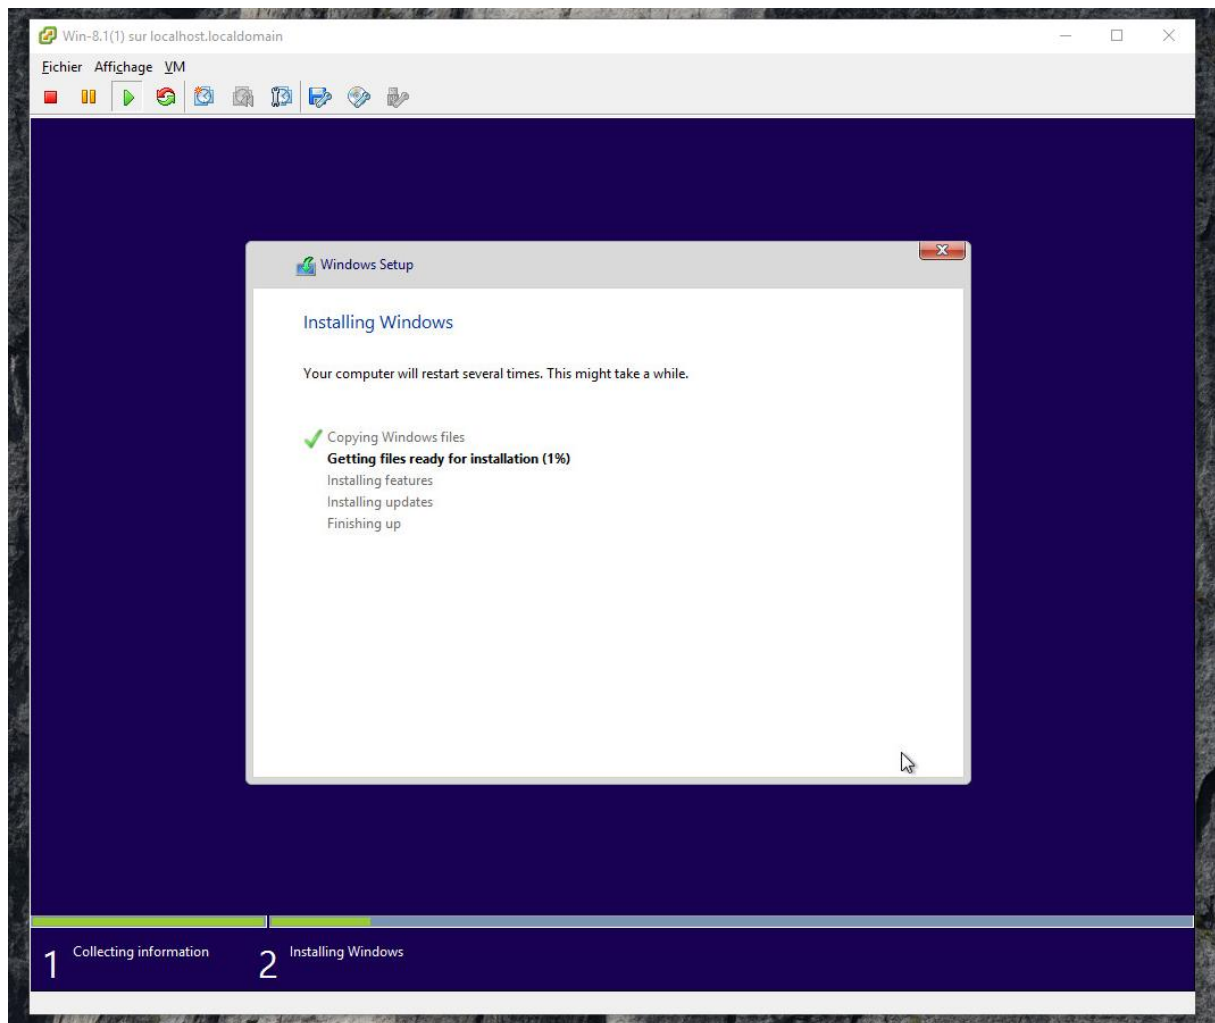 Win-8.1(1) sur localhost.localdomain
Fichier Affichage VM
Windows Setup
Installing Windows
Your computer will restart several times. This might take a while.
Copying Windows files
Getting files ready for installation (1%)
Installing features
Installing updates
Finishing up
1 Collecting information 2 Installing Windows